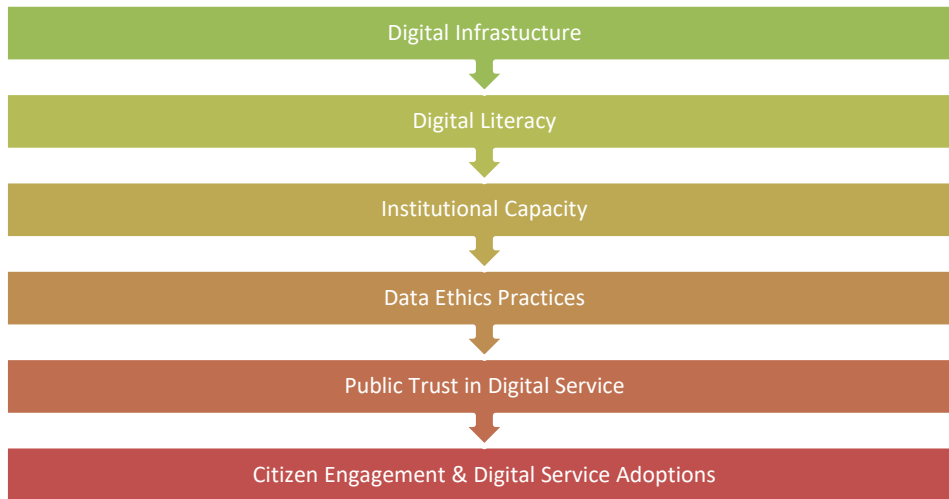 Digital Infrastucture
Digital Literacy
Institutional Capacity
Data Ethics Practices
Public Trust in Digital Service
Citizen Engagement & Digital Service Adoptions